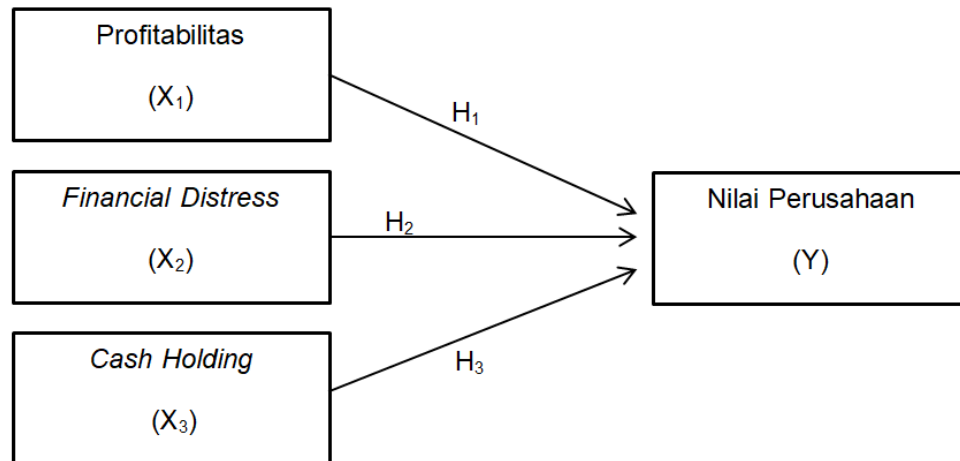 Profitabilitas
(X₁)
H₁
Financial Distress
(X₂)
H₂
Cash Holding
(X₃)
H₃
Nilai Perusahaan
(Y)